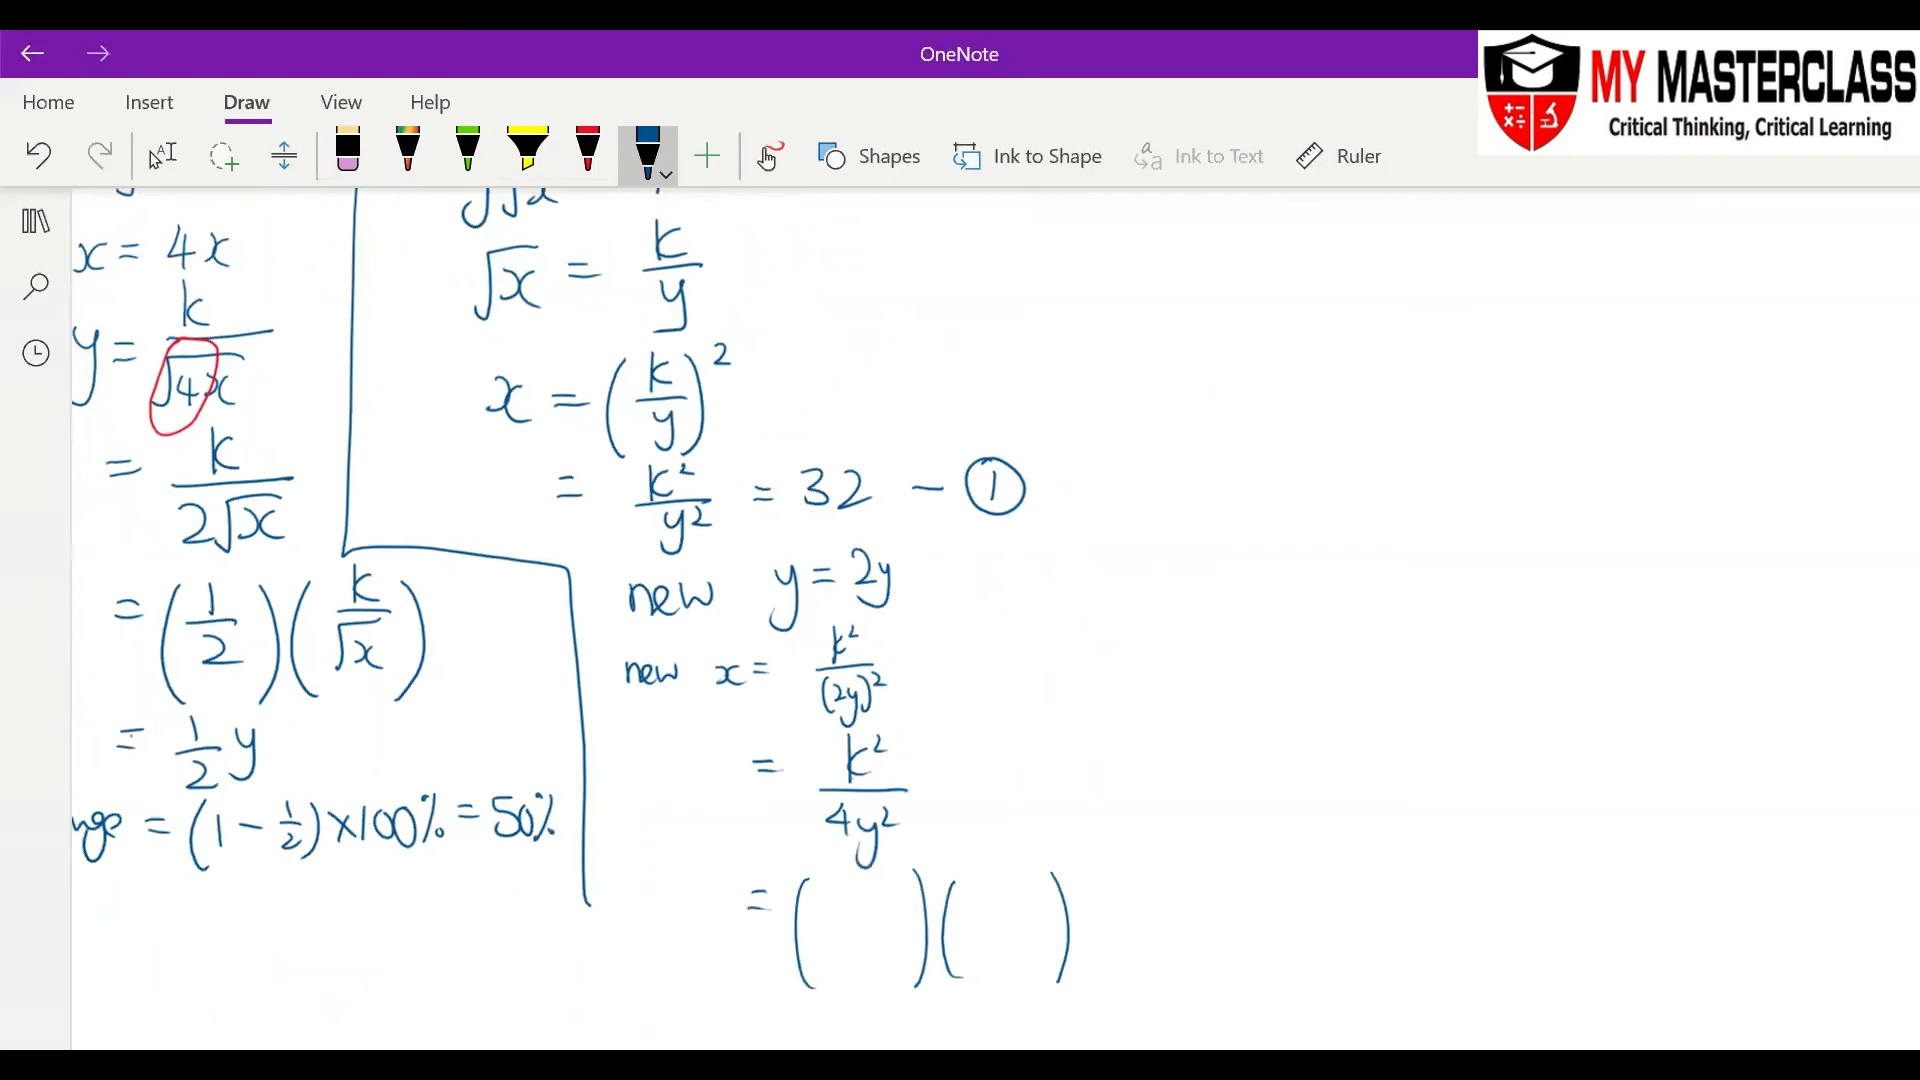 OneNote
MY MASTERCLASS
Critical Thinking, Critical Learning
Home Insert Draw View Help
Shapes Ink to Shape Ink to Text Ruler
x = 4x
y = k/√4x
= k/2√x
= (1/2)(k/√x)
= 1/2 y
= (1 - 1/2) × 100% = 50%
√x = k/y
x = (k/y)²
= k²/y² = 32 - ①
new y = 2y
new x = k²/(2y)²
= k²/4y²
= ( )( )